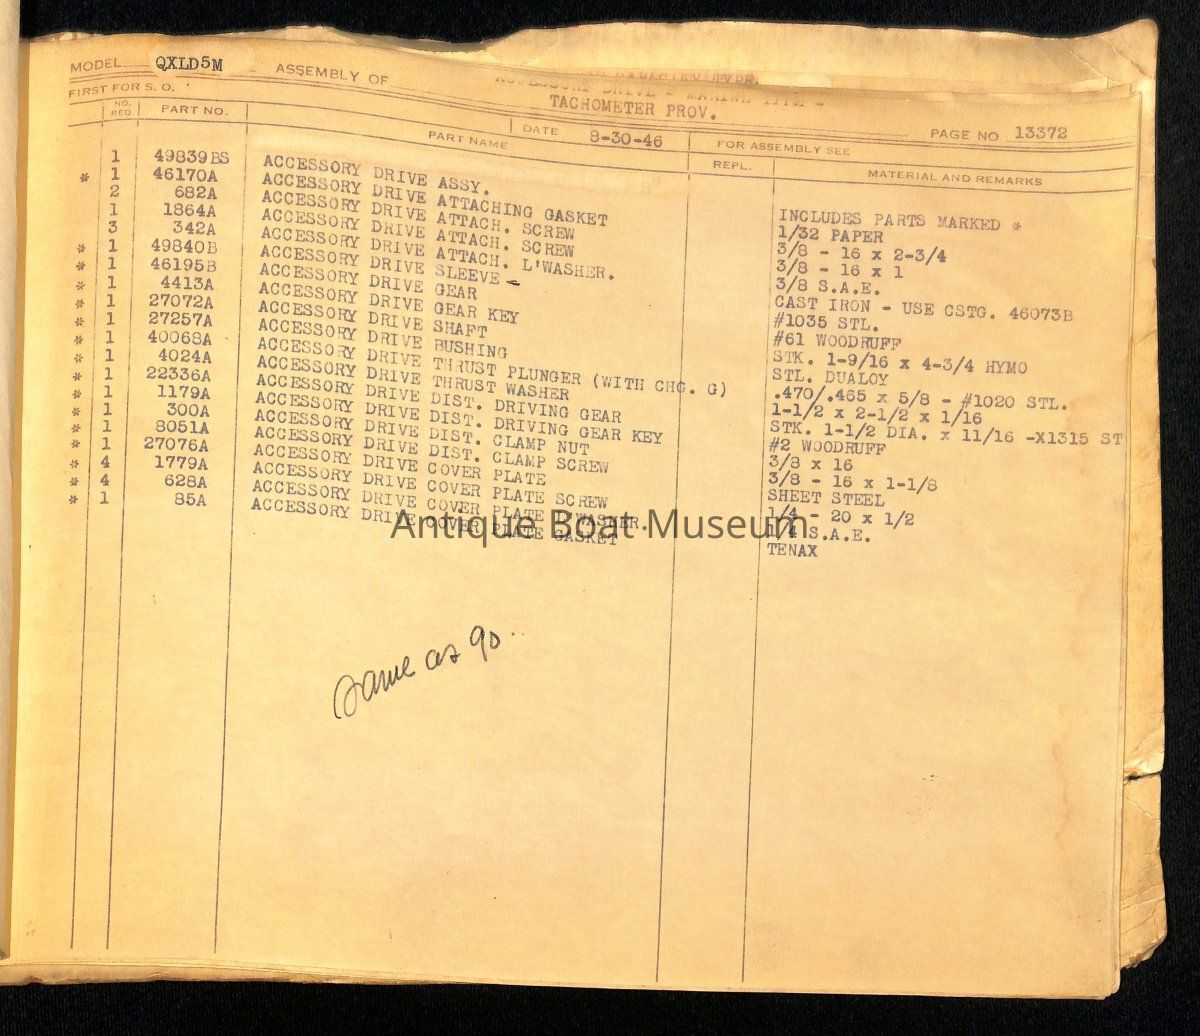 MODEL QXLD5M ASSEMBLY OF ACCESSORY DRIVE - MARINE TYPE -
TACHOMETER PROV.
FIRST FOR S. O.
DATE 8-30-46 PAGE NO 13372
NO. REQ. PART NO. PART NAME FOR ASSEMBLY SEE
REPL. MATERIAL AND REMARKS
1 49839BS ACCESSORY DRIVE ASSY. INCLUDES PARTS MARKED *
* 1 46170A ACCESSORY DRIVE ATTACHING GASKET 1/32 PAPER
2 682A ACCESSORY DRIVE ATTACH. SCREW 3/8 - 16 x 2-3/4
1 1864A ACCESSORY DRIVE ATTACH. SCREW 3/8 - 16 x 1
3 342A ACCESSORY DRIVE ATTACH. L'WASHER. 3/8 S.A.E.
* 1 49840B ACCESSORY DRIVE SLEEVE - CAST IRON - USE CSTG. 46073B
* 1 46195B ACCESSORY DRIVE GEAR #1035 STL.
* 1 4413A ACCESSORY DRIVE GEAR KEY #61 WOODRUFF
* 1 27072A ACCESSORY DRIVE SHAFT STK. 1-9/16 x 4-3/4 HYMO
* 1 27257A ACCESSORY DRIVE BUSHING STL. DUALOY
* 1 40068A ACCESSORY DRIVE THRUST PLUNGER (WITH CHG. G) .470/.465 x 5/8 - #1020 STL.
* 1 4024A ACCESSORY DRIVE THRUST WASHER 1-1/2 x 2-1/2 x 1/16
* 1 22336A ACCESSORY DRIVE DIST. DRIVING GEAR STK. 1-1/2 DIA. x 11/16 -X1315 ST
* 1 1179A ACCESSORY DRIVE DIST. DRIVING GEAR KEY #2 WOODRUFF
* 1 300A ACCESSORY DRIVE DIST. CLAMP NUT 3/8 x 16
* 1 8051A ACCESSORY DRIVE DIST. CLAMP SCREW 3/8 - 16 x 1-1/8
* 1 27076A ACCESSORY DRIVE COVER PLATE SHEET STEEL
* 4 1779A ACCESSORY DRIVE COVER PLATE SCREW 1/4 - 20 x 1/2
* 4 628A ACCESSORY DRIVE COVER PLATE L'WASHER. 1/4 S.A.E.
* 1 85A ACCESSORY DRIVE COVER PLATE GASKET TENAX
Antique Boat Museum
Same as 90